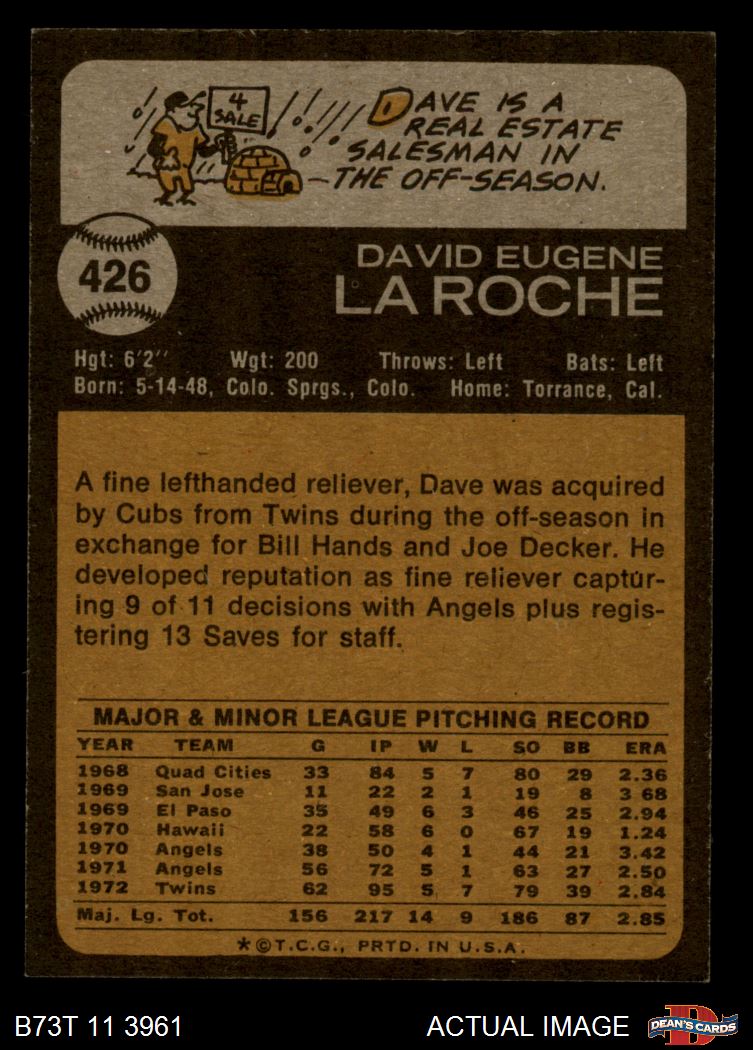 4
SALE
DAVE IS A
REAL ESTATE
SALESMAN IN
THE OFF-SEASON.
426
DAVID EUGENE
LA ROCHE
Hgt: 6'2" Wgt: 200 Throws: Left Bats: Left
Born: 5-14-48, Colo. Sprgs., Colo. Home: Torrance, Cal.
A fine lefthanded reliever, Dave was acquired
by Cubs from Twins during the off-season in
exchange for Bill Hands and Joe Decker. He
developed reputation as fine reliever captur-
ing 9 of 11 decisions with Angels plus regis-
tering 13 Saves for staff.
MAJOR & MINOR LEAGUE PITCHING RECORD
YEAR TEAM G IP W L SO BB ERA
1968 Quad Cities 33 84 5 7 80 29 2.36
1969 San Jose 11 22 2 1 19 8 3 68
1969 El Paso 35 49 6 3 46 25 2.94
1970 Hawaii 22 58 6 0 67 19 1.24
1970 Angels 38 50 4 1 44 21 3.42
1971 Angels 56 72 5 1 63 27 2.50
1972 Twins 62 95 5 7 79 39 2.84
Maj. Lg. Tot. 156 217 14 9 186 87 2.85
*©T.C.G., PRTD. IN U.S.A.
B73T 11 3961 ACTUAL IMAGE D DEAN'S CARDS